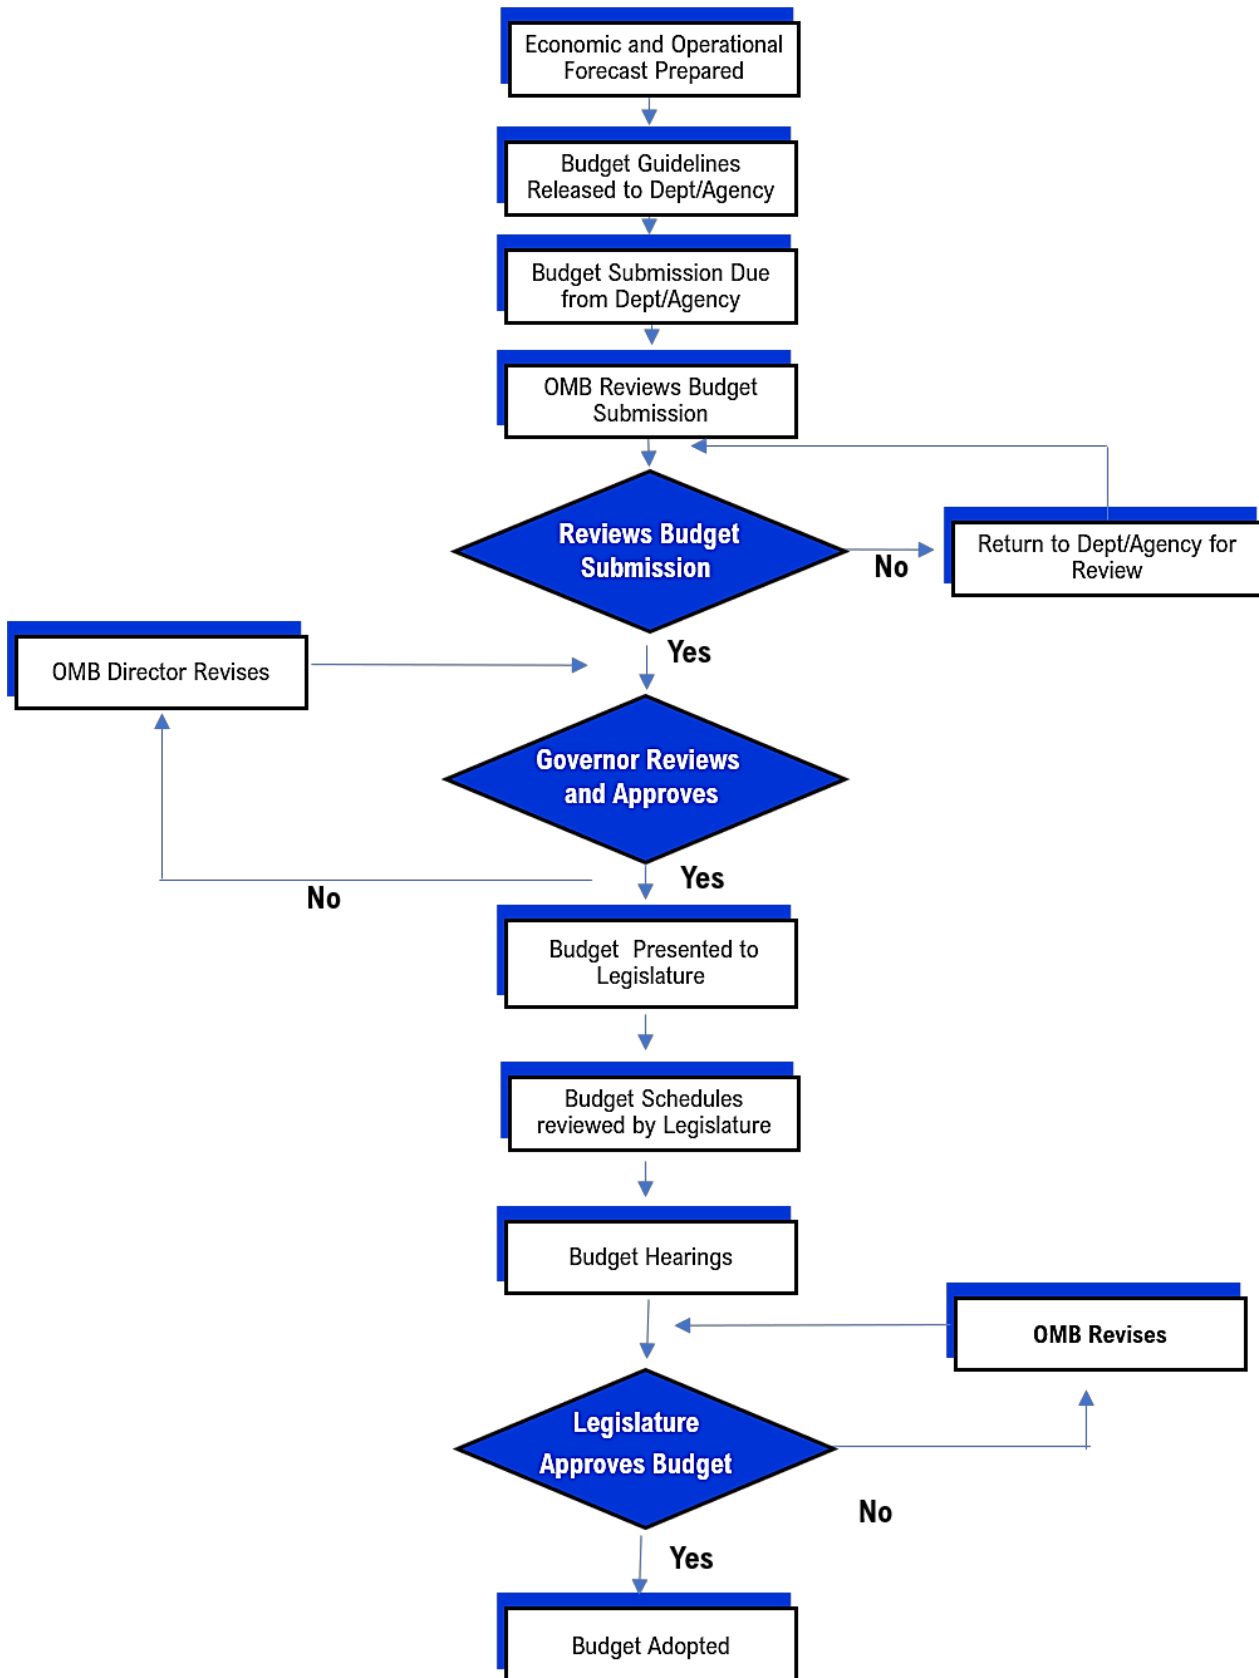 Economic and Operational
Forecast Prepared
Budget Guidelines
Released to Dept/Agency
Budget Submission Due
from Dept/Agency
OMB Reviews Budget
Submission
Reviews Budget
Submission
No
Return to Dept/Agency for
Review
Yes
OMB Director Revises
Governor Reviews
and Approves
Yes
No
Budget Presented to
Legislature
Budget Schedules
reviewed by Legislature
Budget Hearings
OMB Revises
Legislature
Approves Budget
No
Yes
Budget Adopted